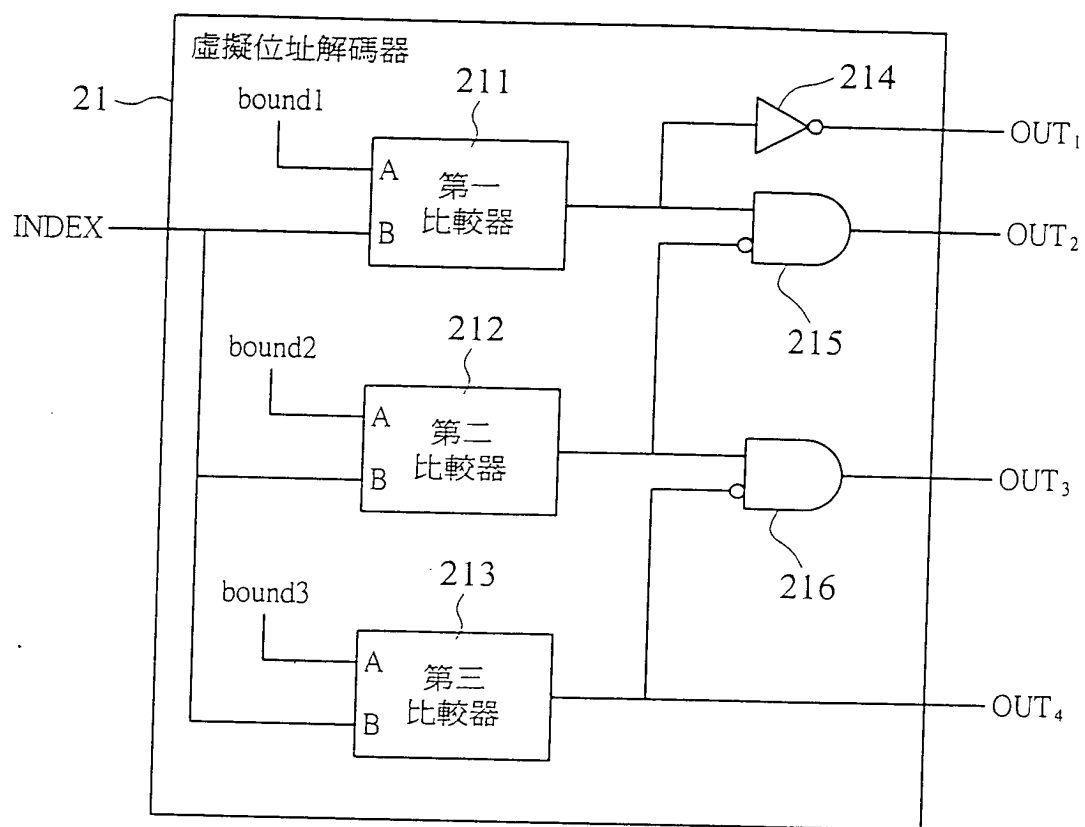 虛擬位址解碼器
21
bound1
211
214
A
第一
比較器
B
INDEX
OUT₁
OUT₂
215
bound2
212
A
第二
比較器
B
OUT₃
216
bound3
213
A
第三
比較器
B
OUT₄